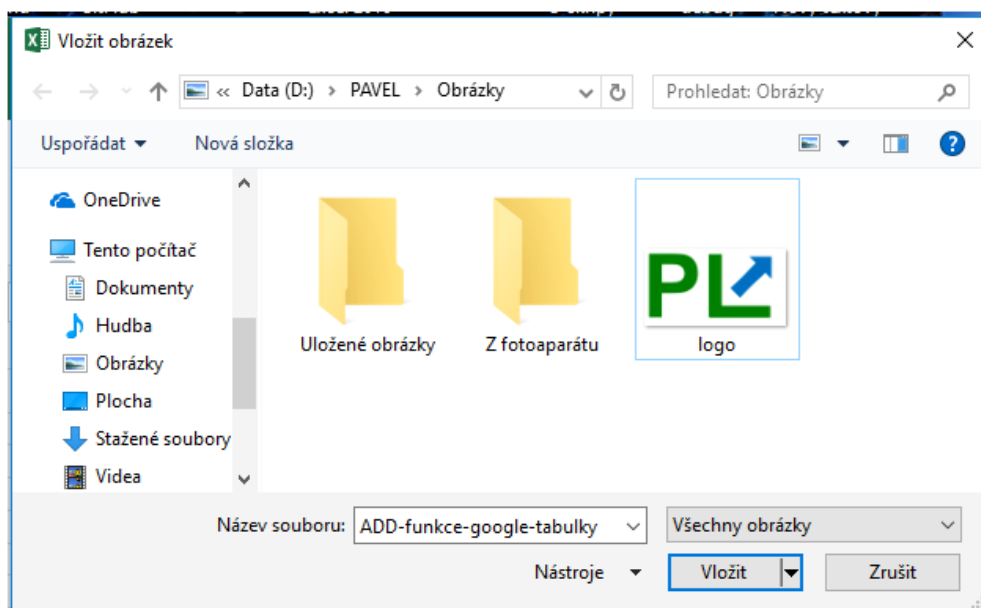 Vložit obrázek
« Data (D:) › PAVEL › Obrázky
Prohledat: Obrázky
Uspořádat
Nová složka
?
OneDrive
Tento počítač
Dokumenty
Hudba
Obrázky
Plocha
Stažené soubory
Videa
Uložené obrázky
Z fotoaparátu
PL
logo
Název souboru: ADD-funkce-google-tabulky
Všechny obrázky
Nástroje
Vložit
Zrušit